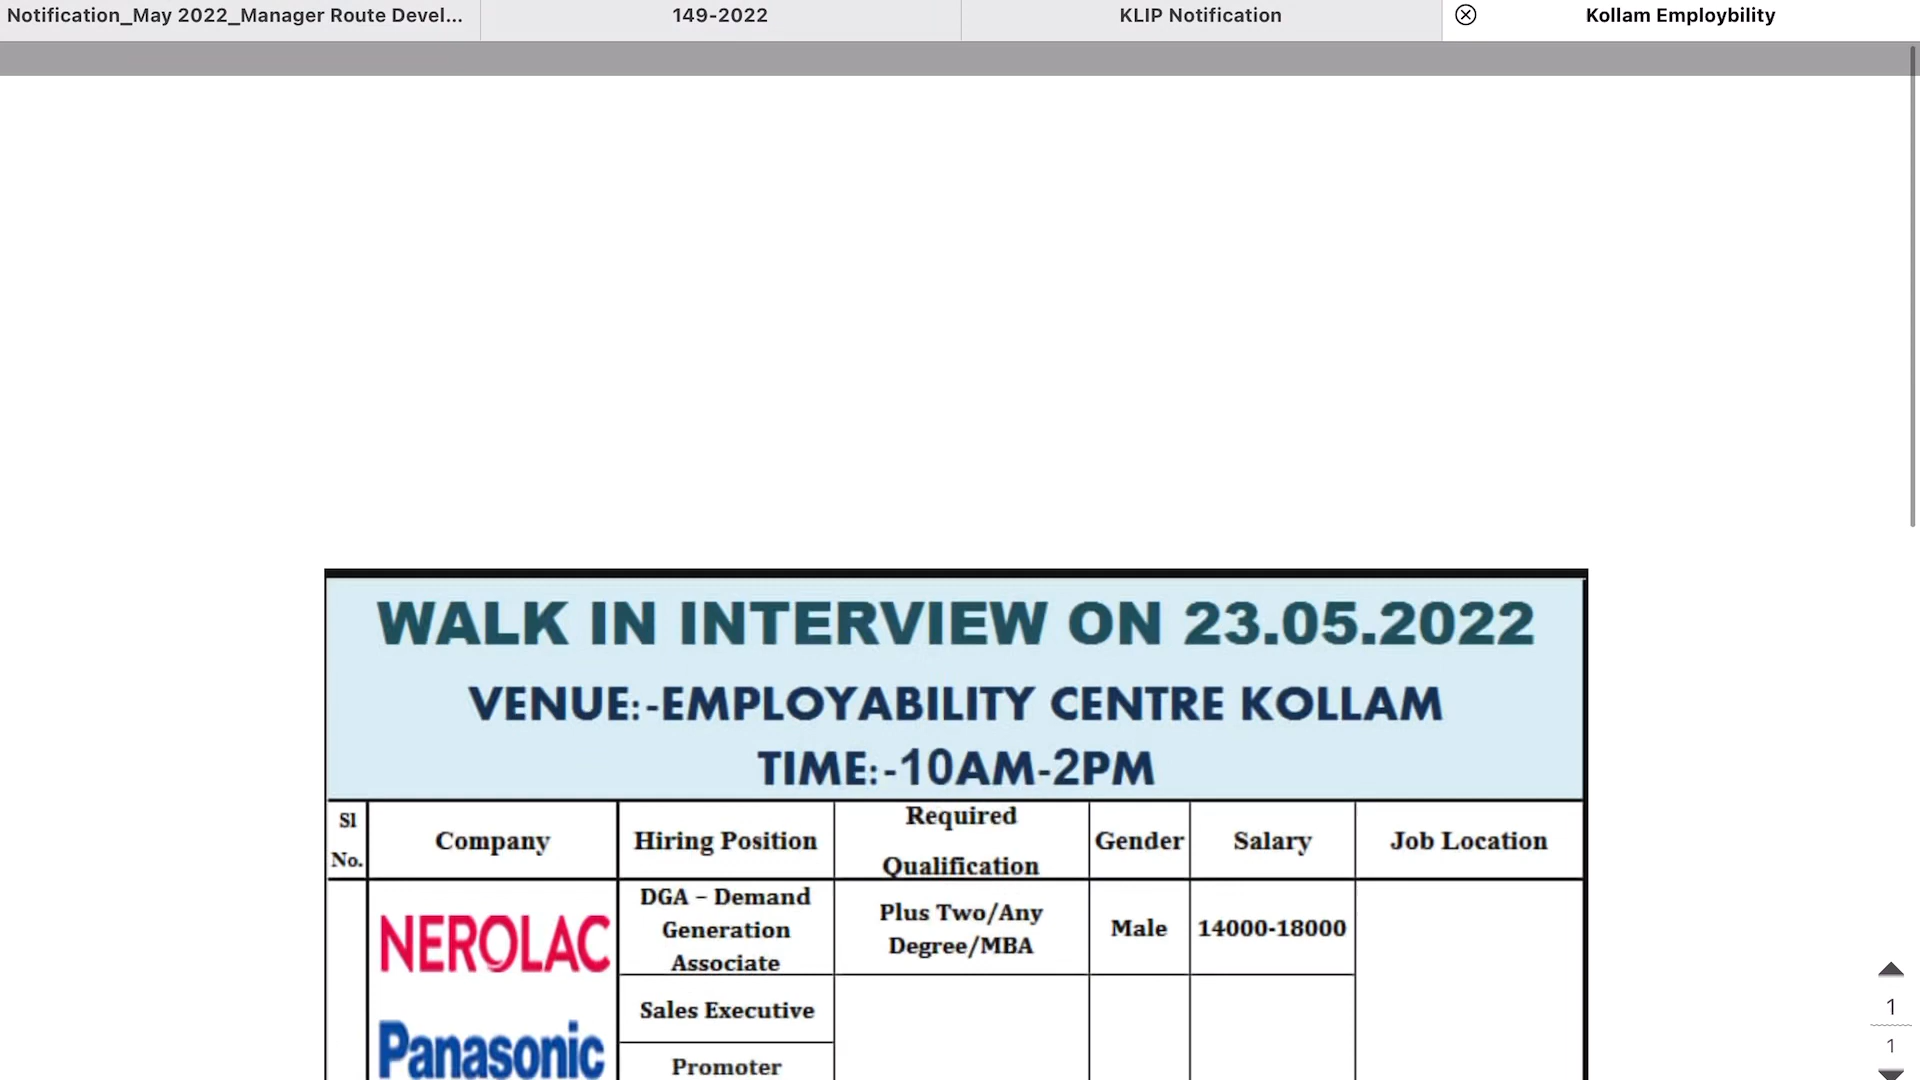 Notification_May 2022_Manager Route Devel...
149-2022
KLIP Notification
Kollam Employbility
WALK IN INTERVIEW ON 23.05.2022
VENUE:-EMPLOYABILITY CENTRE KOLLAM
TIME:-10AM-2PM
Sl No.
Company
Hiring Position
Required Qualification
Gender
Salary
Job Location
NEROLAC
DGA – Demand
Generation
Associate
Plus Two/Any
Degree/MBA
Male
14000-18000
Panasonic
Sales Executive
Promoter
1
1